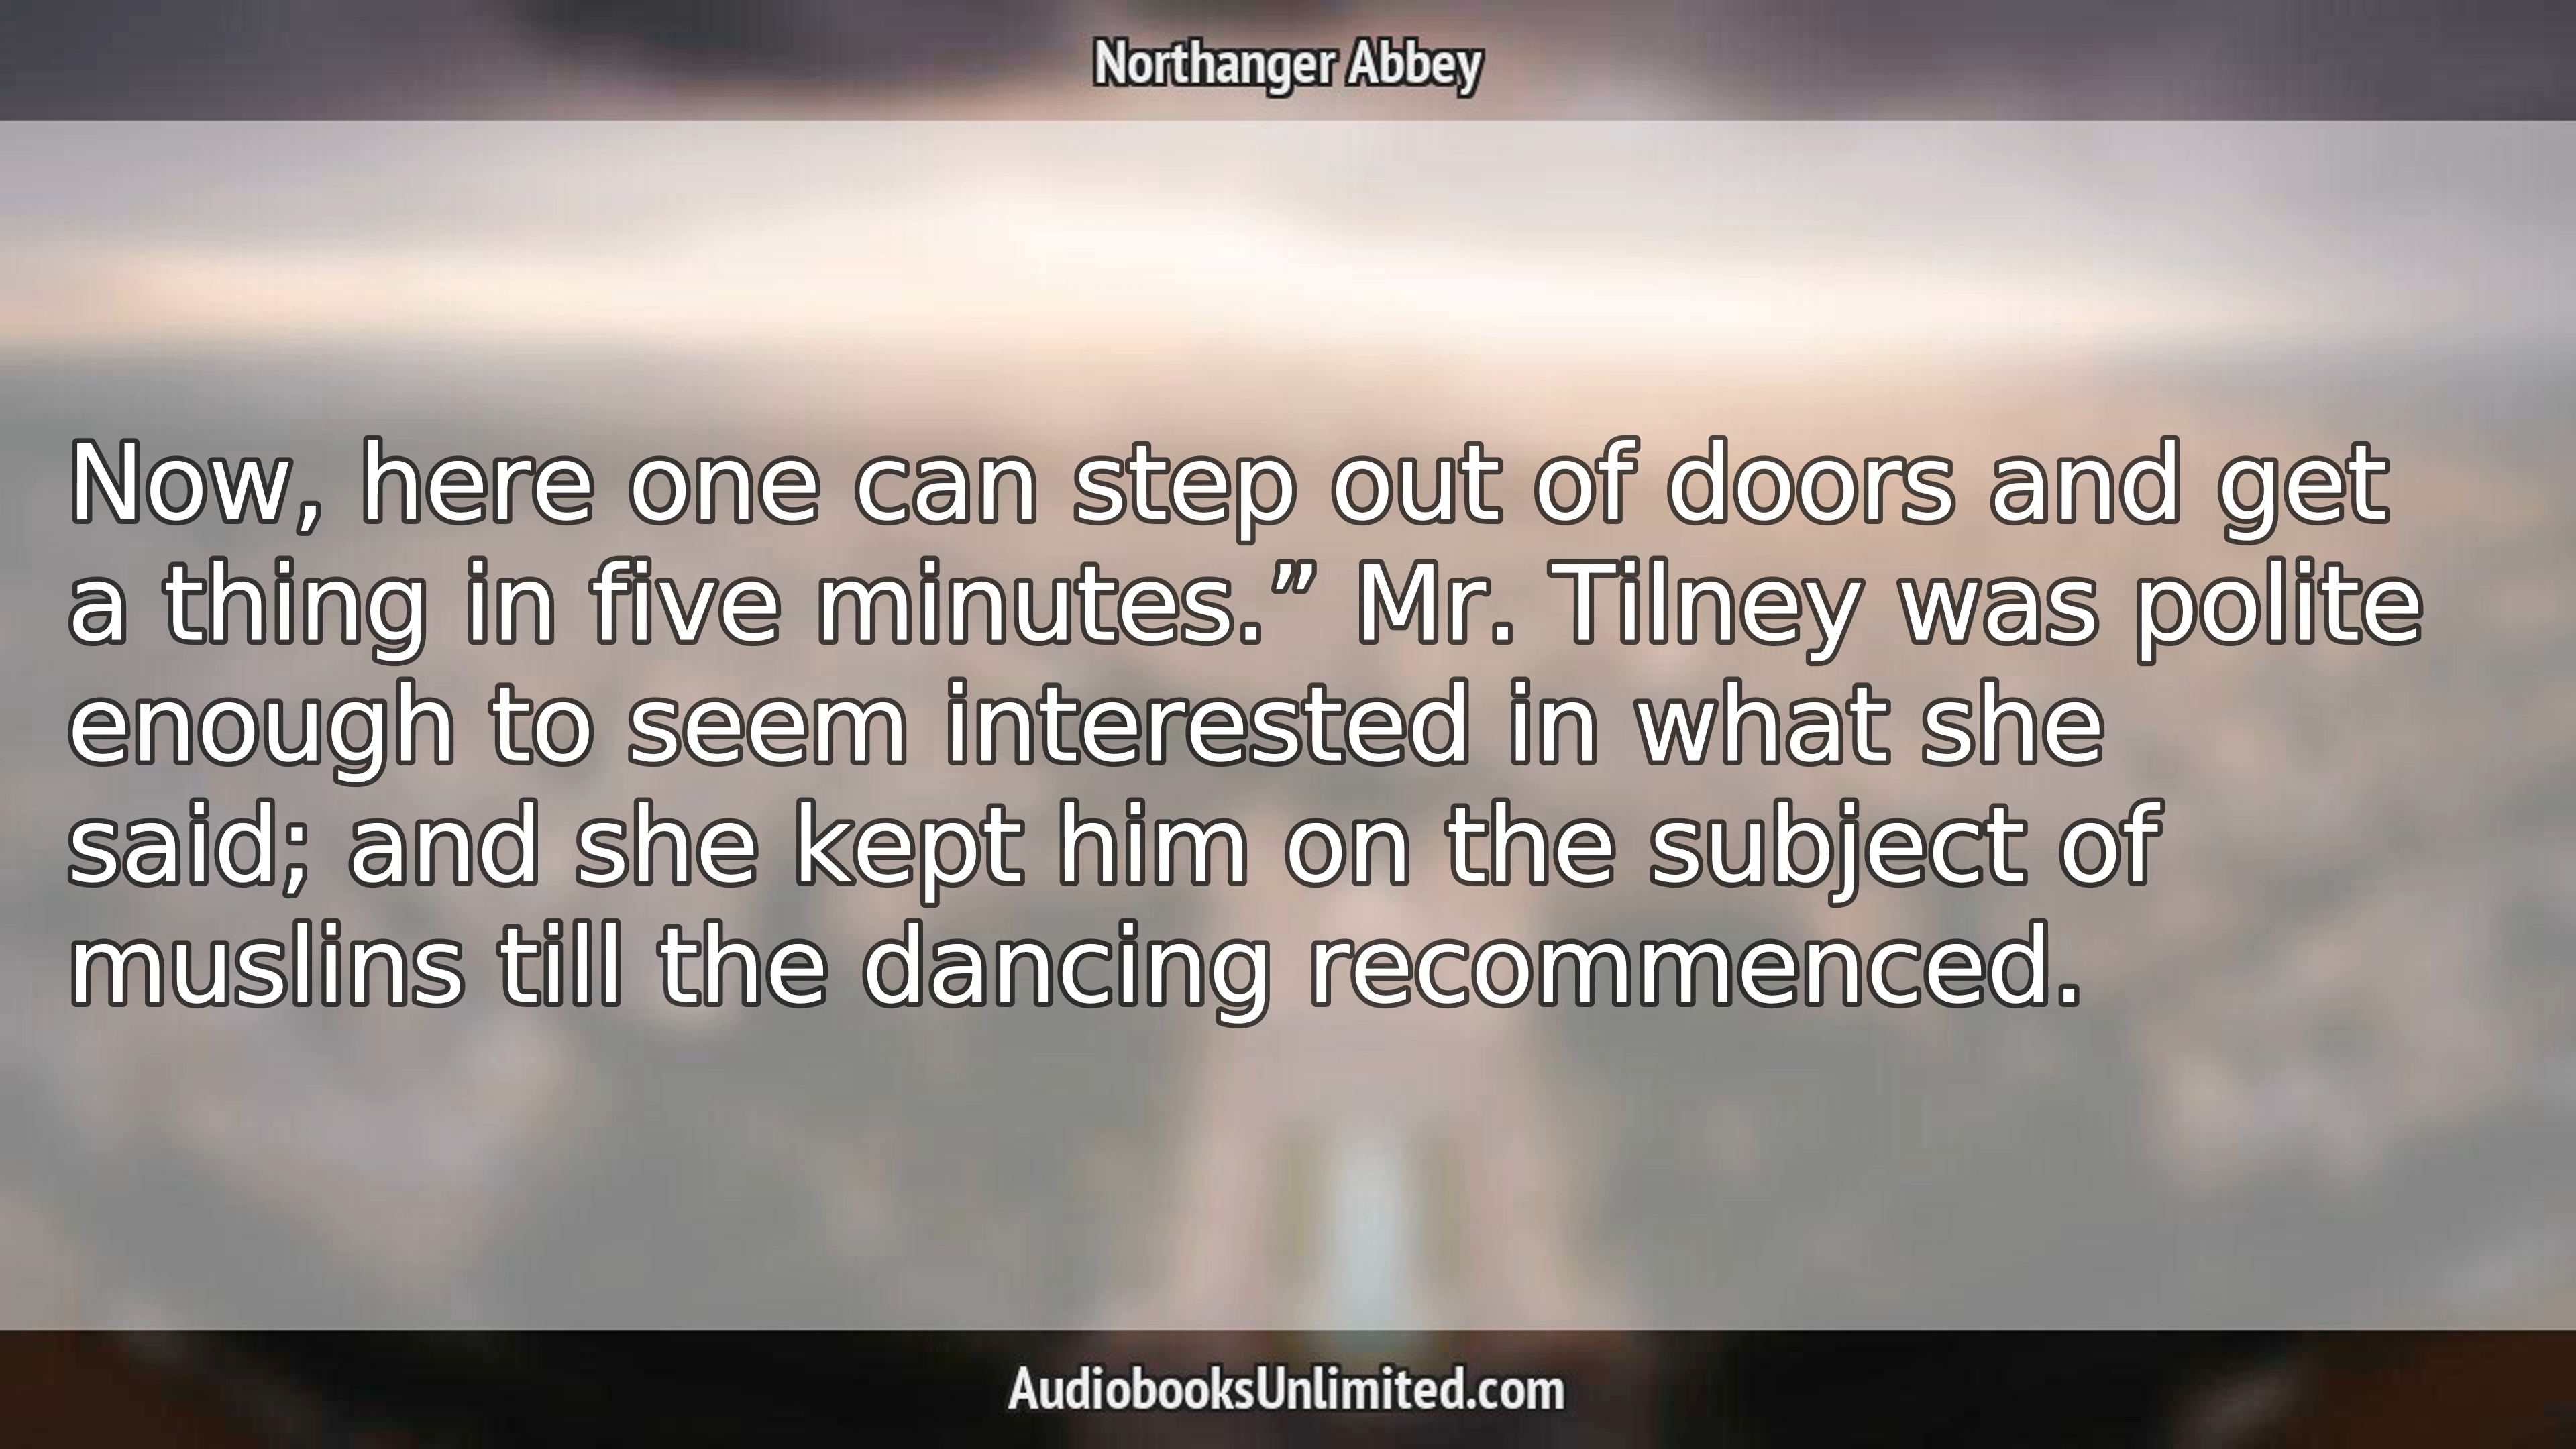 Northanger Abbey
Now, here one can step out of doors and get
a thing in five minutes.” Mr. Tilney was polite
enough to seem interested in what she
said; and she kept him on the subject of
muslins till the dancing recommenced.
AudiobooksUnlimited.com